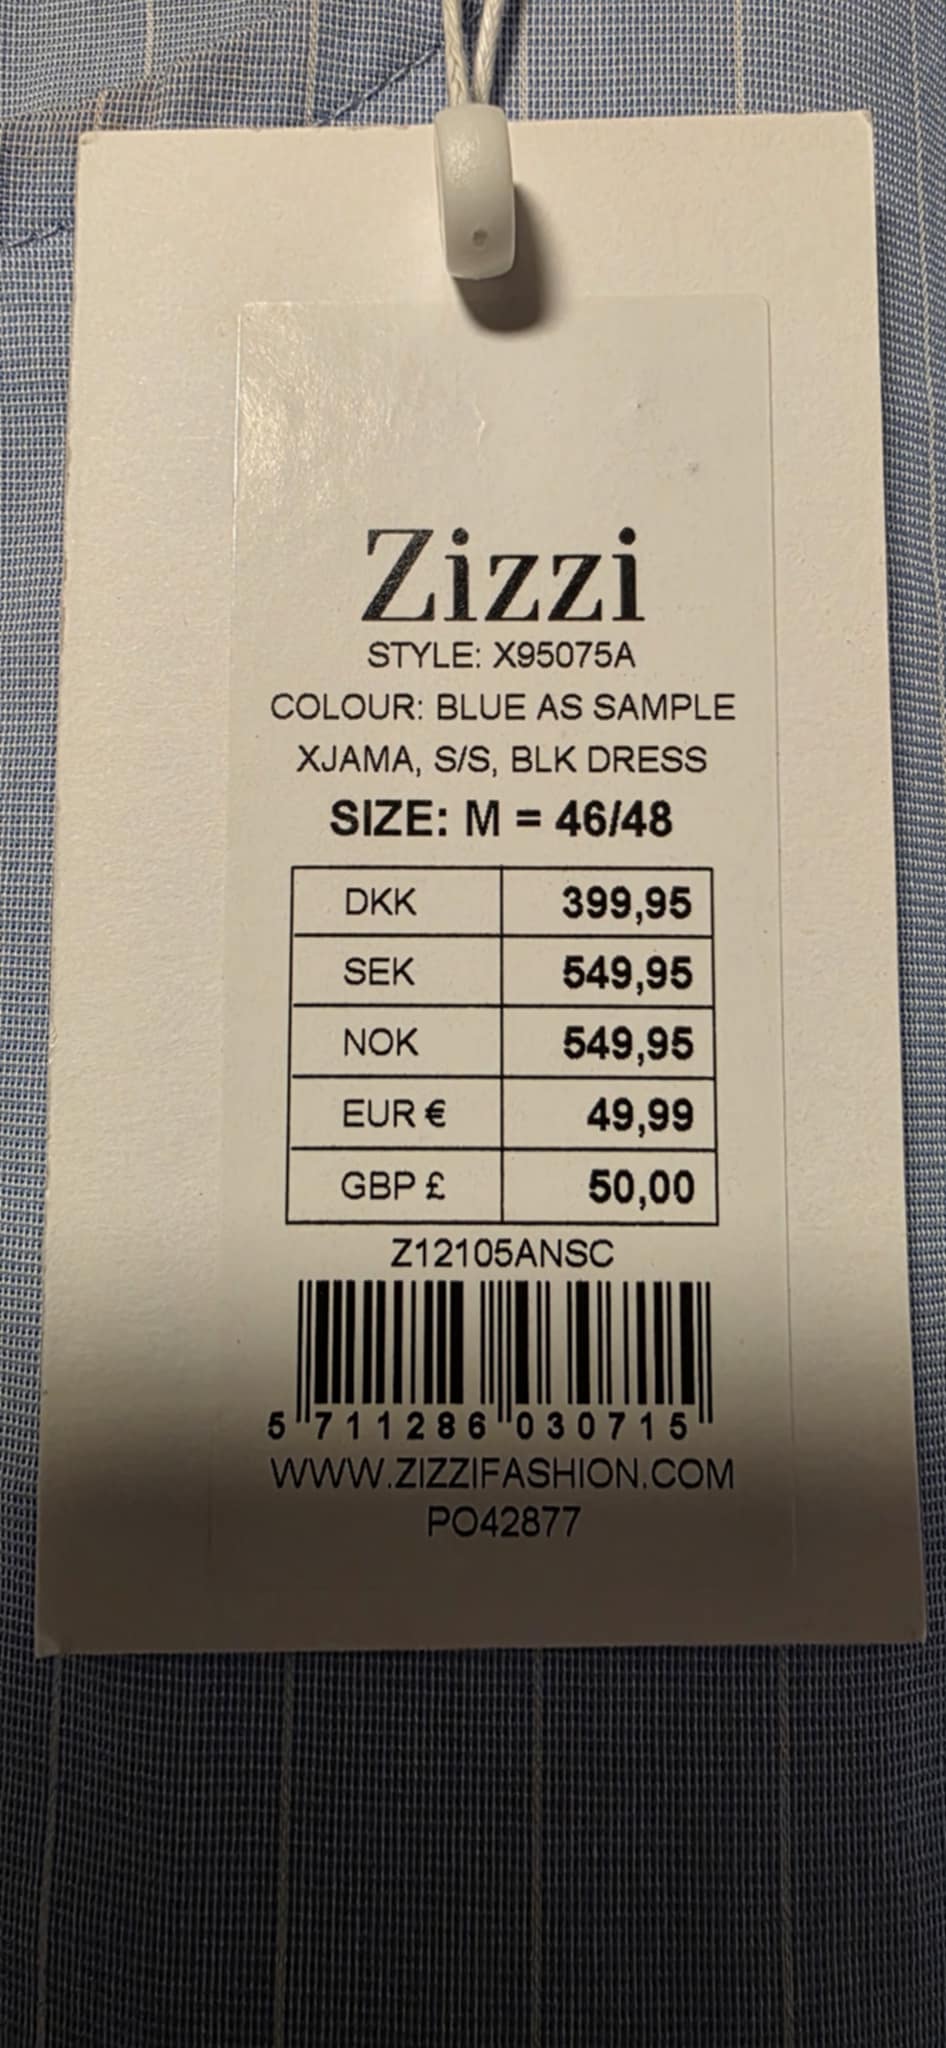 Zizzi
STYLE: X95075A
COLOUR: BLUE AS SAMPLE
XJAMA, S/S, BLK DRESS
SIZE: M = 46/48
DKK 399,95
SEK 549,95
NOK 549,95
EUR € 49,99
GBP £ 50,00
Z12105ANSC
5 711286 030715
WWW.ZIZZIFASHION.COM
PO42877